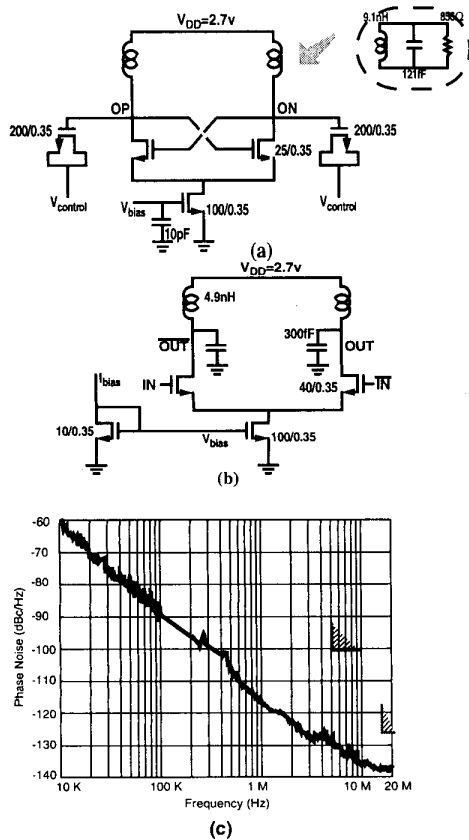 V_DD=2.7v
9.1nH
856Ω
121fF
OP
ON
200/0.35
25/0.35
200/0.35
V_control
V_bias
100/0.35
V_control
10pF
(a)
V_DD=2.7v
4.9nH
OUT
300fF
OUT
IN
40/0.35
IN
I_bias
10/0.35
V_bias
100/0.35
(b)
-60
-70
-80
-90
-100
-110
-120
-130
-140
Phase Noise (dBc/Hz)
10 K
100 K
1 M
10 M
20 M
Frequency (Hz)
(c)